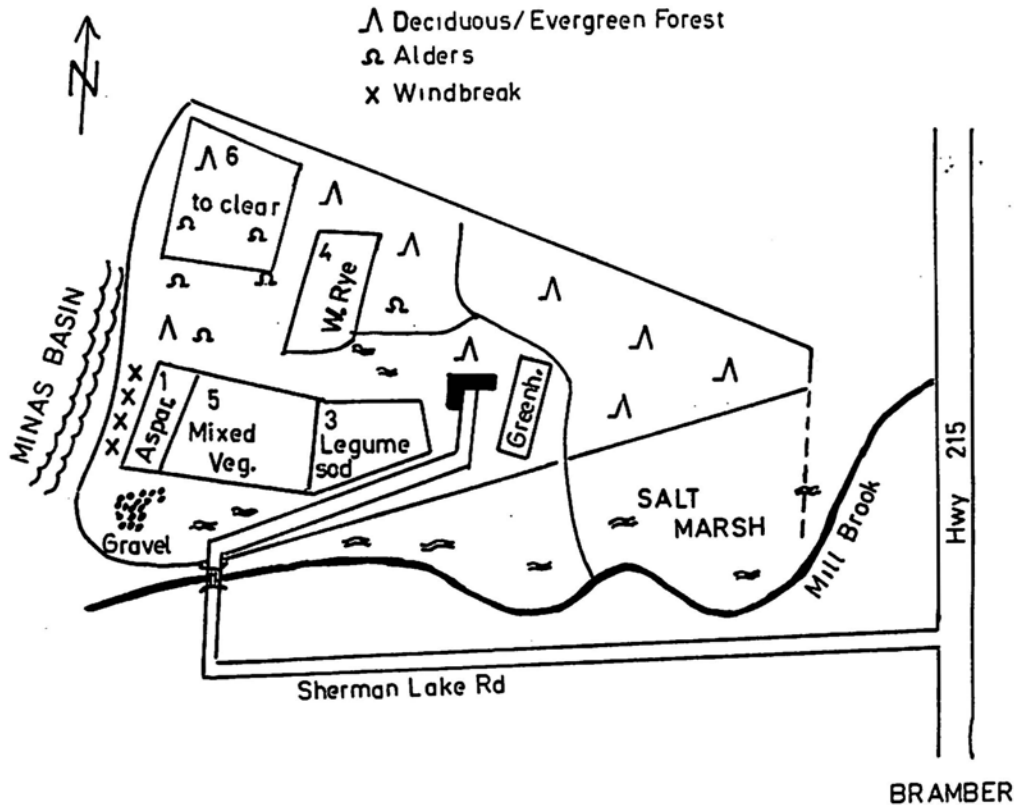 Deciduous/Evergreen Forest
Alders
x Windbreak
N
6
to clear
4
W. Rye
MINAS BASIN
1
Aspar.
5
Mixed
Veg.
3
Legume
sod
Greenh.
Gravel
SALT
MARSH
Mill Brook
Hwy 215
Sherman Lake Rd
BRAMBER